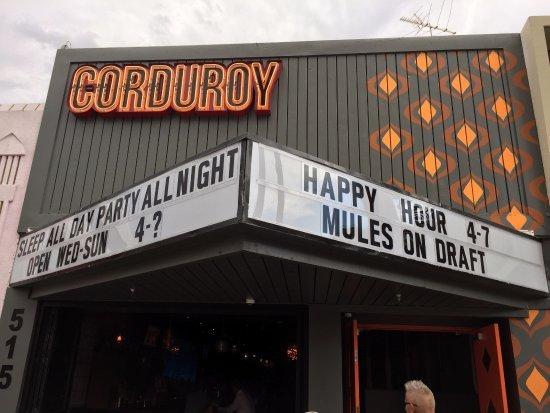 CORDUROY
SLEEP ALL DAY PARTY ALL NIGHT
OPEN WED-SUN 4-?
HAPPY HOUR 4-7
MULES ON DRAFT
515